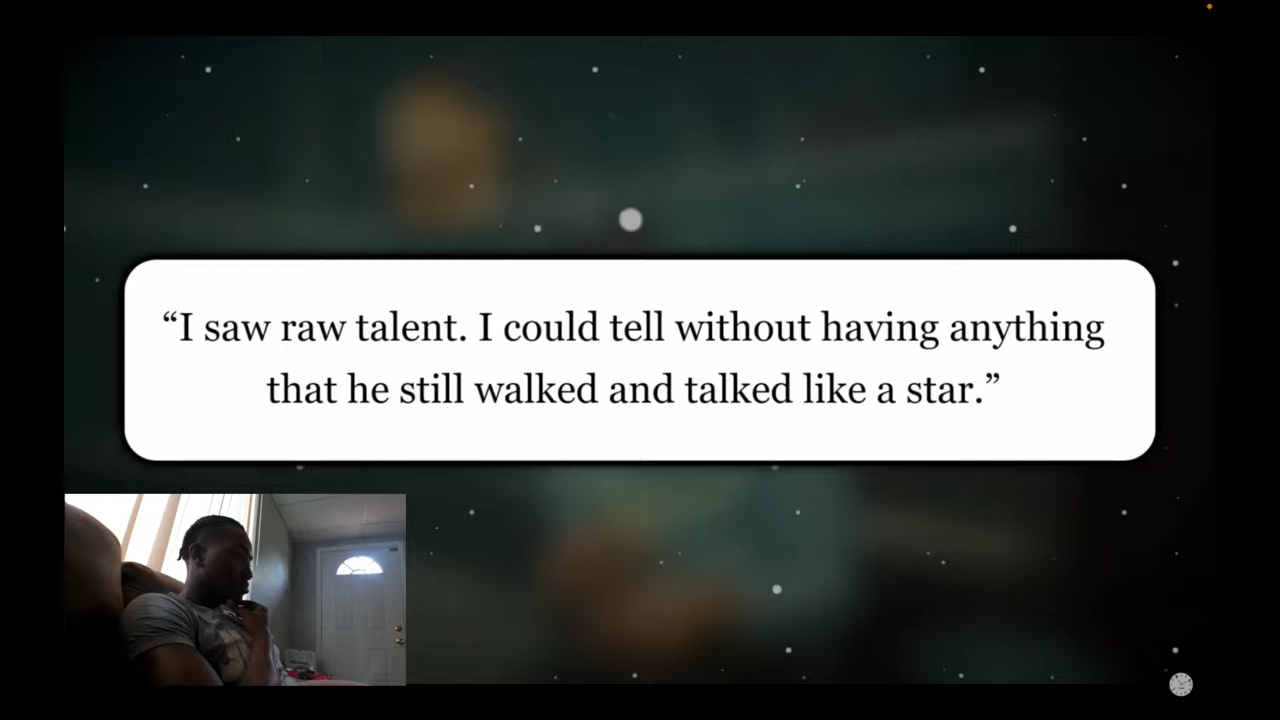 “I saw raw talent. I could tell without having anything
that he still walked and talked like a star.”